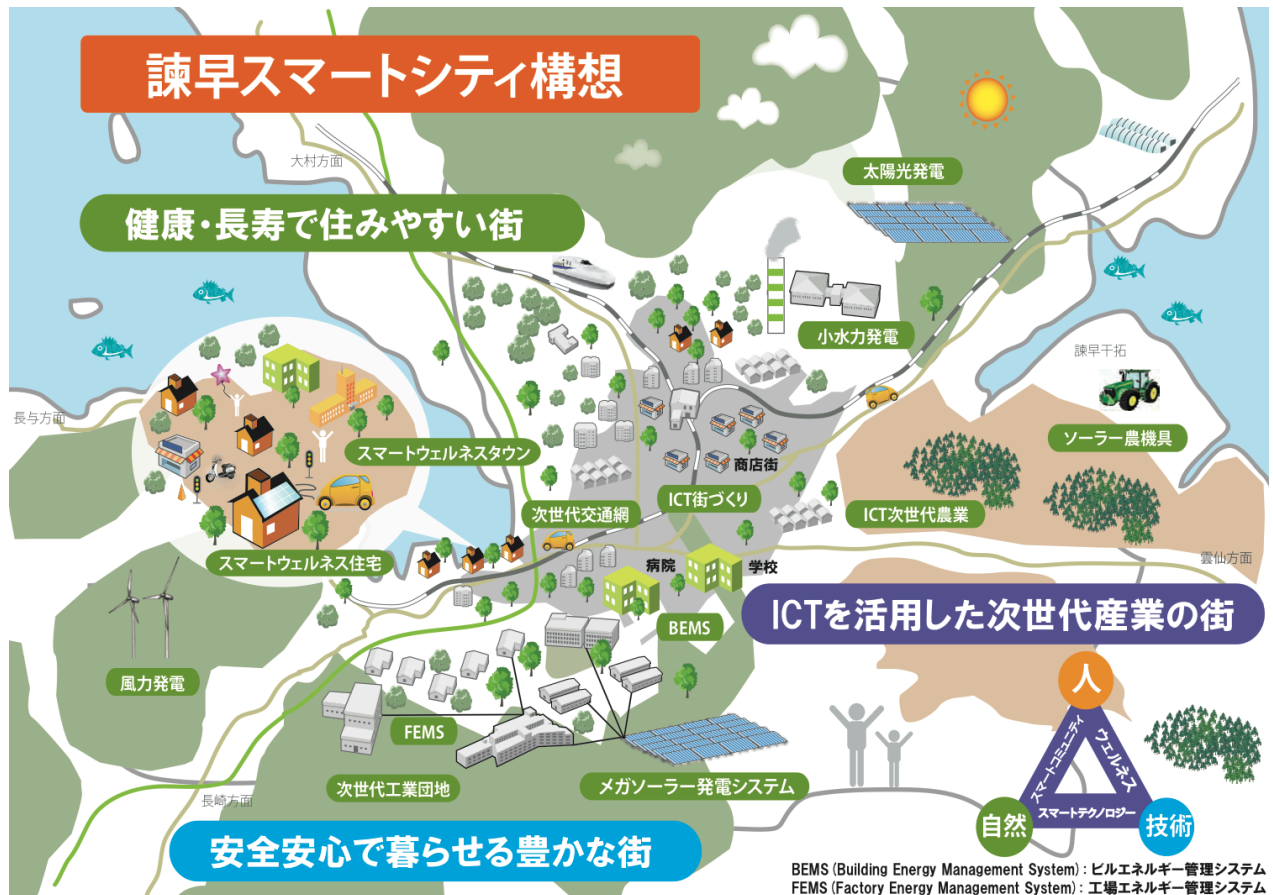 諫早スマートシティ構想
大村方面
太陽光発電
健康・長寿で住みやすい街
小水力発電
諫早干拓
長与方面
ソーラー農機具
スマートウェルネスタウン
商店街
ICT街づくり
次世代交通網
ICT次世代農業
スマートウェルネス住宅
病院
学校
雲仙方面
BEMS
ICTを活用した次世代産業の街
風力発電
人
FEMS
スマートコミュニティ
ウェルネス
次世代工業団地
メガソーラー発電システム
長崎方面
スマートテクノロジー
自然
技術
安全安心で暮らせる豊かな街
BEMS (Building Energy Management System) : ビルエネルギー管理システム
FEMS (Factory Energy Management System) : 工場エネルギー管理システム